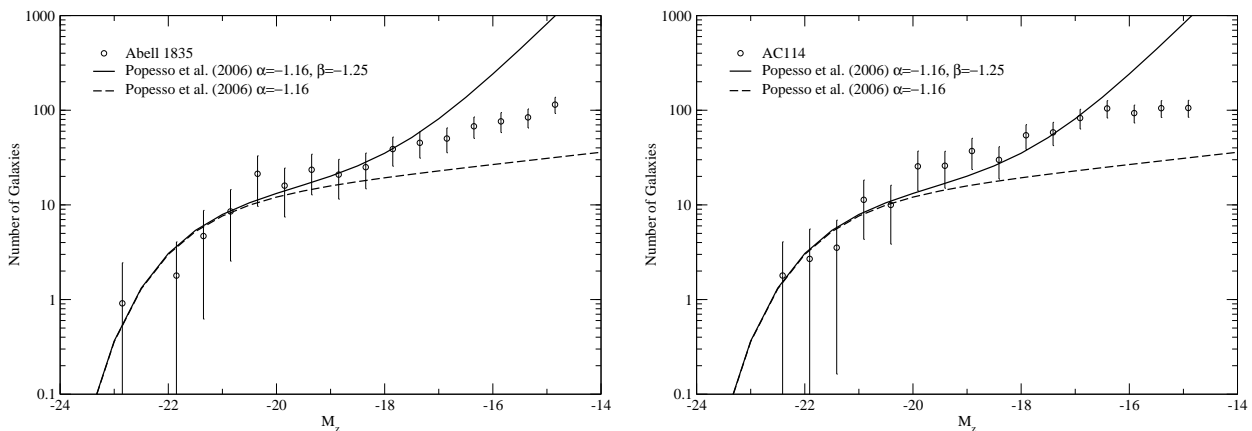 1000
100
10
1
0.1
Number of Galaxies
Abell 1835
Popesso et al. (2006) α=−1.16, β=−1.25
Popesso et al. (2006) α=−1.16
-24
-22
-20
-18
-16
-14
M_z
1000
100
10
1
0.1
Number of Galaxies
AC114
Popesso et al. (2006) α=−1.16, β=−1.25
Popesso et al. (2006) α=−1.16
-24
-22
-20
-18
-16
-14
M_z